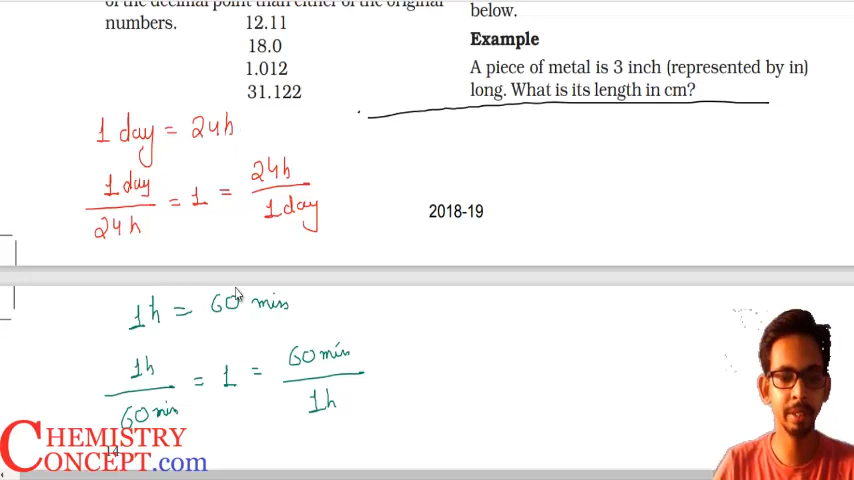 of the decimal point than either of the original
numbers.
12.11
18.0
1.012
31.122
below.
Example
A piece of metal is 3 inch (represented by in)
long. What is its length in cm?
1 day = 24h
1 day / 24h = 1 = 24h / 1 day
2018-19
1h = 60 min
1h / 60 min = 1 = 60 min / 1h
14
CHEMISTRY
CONCEPT.com